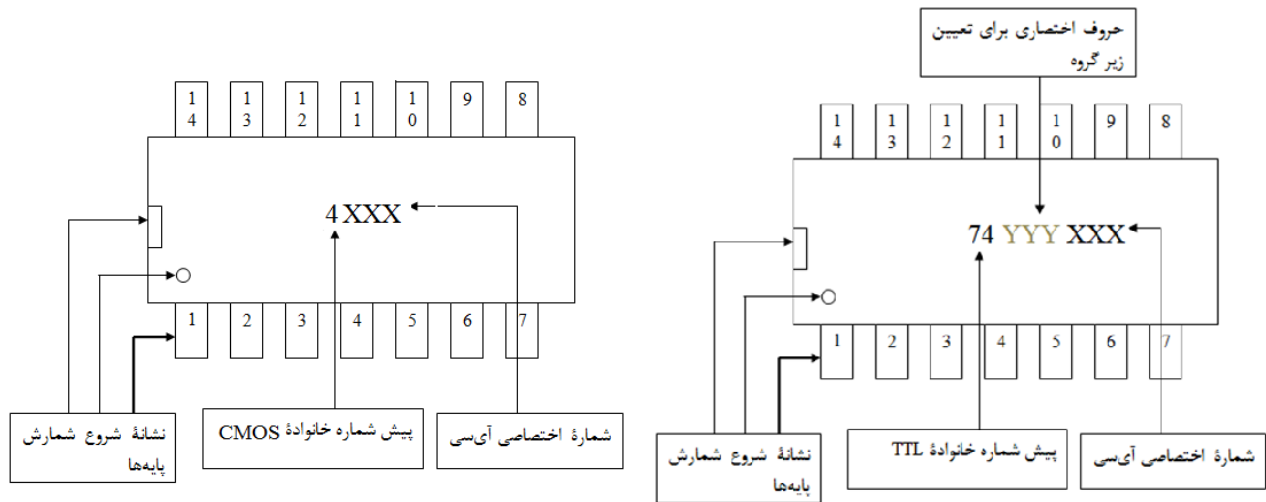 حروف اختصاری برای تعیین
زیر گروه
14 13 12 11 10 9 8
4 XXX
1 2 3 4 5 6 7
نشانهٔ شروع شمارش
پایه‌ها
پیش شماره خانوادهٔ CMOS
شمارهٔ اختصاصی آی‌سی
14 13 12 11 10 9 8
74 YYY XXX
1 2 3 4 5 6 7
نشانهٔ شروع شمارش
پایه‌ها
پیش شماره خانوادهٔ TTL
شمارهٔ اختصاصی آی‌سی